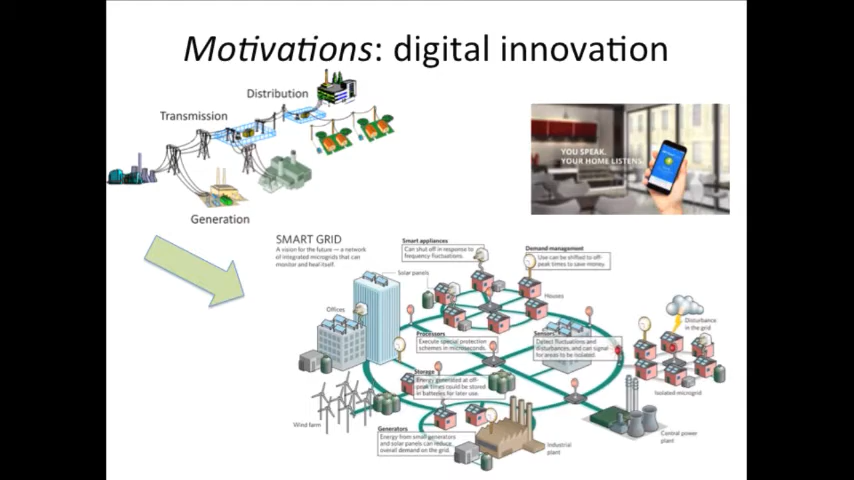 Motivations: digital innovation
Distribution
Transmission
Generation
YOU SPEAK.
YOUR HOME LISTENS.
SMART GRID
A vision for the future — a network
of integrated microgrids that can
monitor and heal itself.
Smart appliances
Can shut off in response to
frequency fluctuations.
Demand management
Use can be shifted to off-
peak times to save money.
Solar panels
Houses
Offices
Processors
Execute special protection
schemes in microseconds.
Sensors
Detect fluctuations and
disturbances, and can signal
for areas to be isolated.
Disturbance
in the grid
Storage
Energy generated at off-
peak times could be stored
in batteries for later use.
Isolated microgrid
Wind farm
Generators
Energy from small generators
and solar panels can reduce
overall demand on the grid.
Industrial
plant
Central power
plant